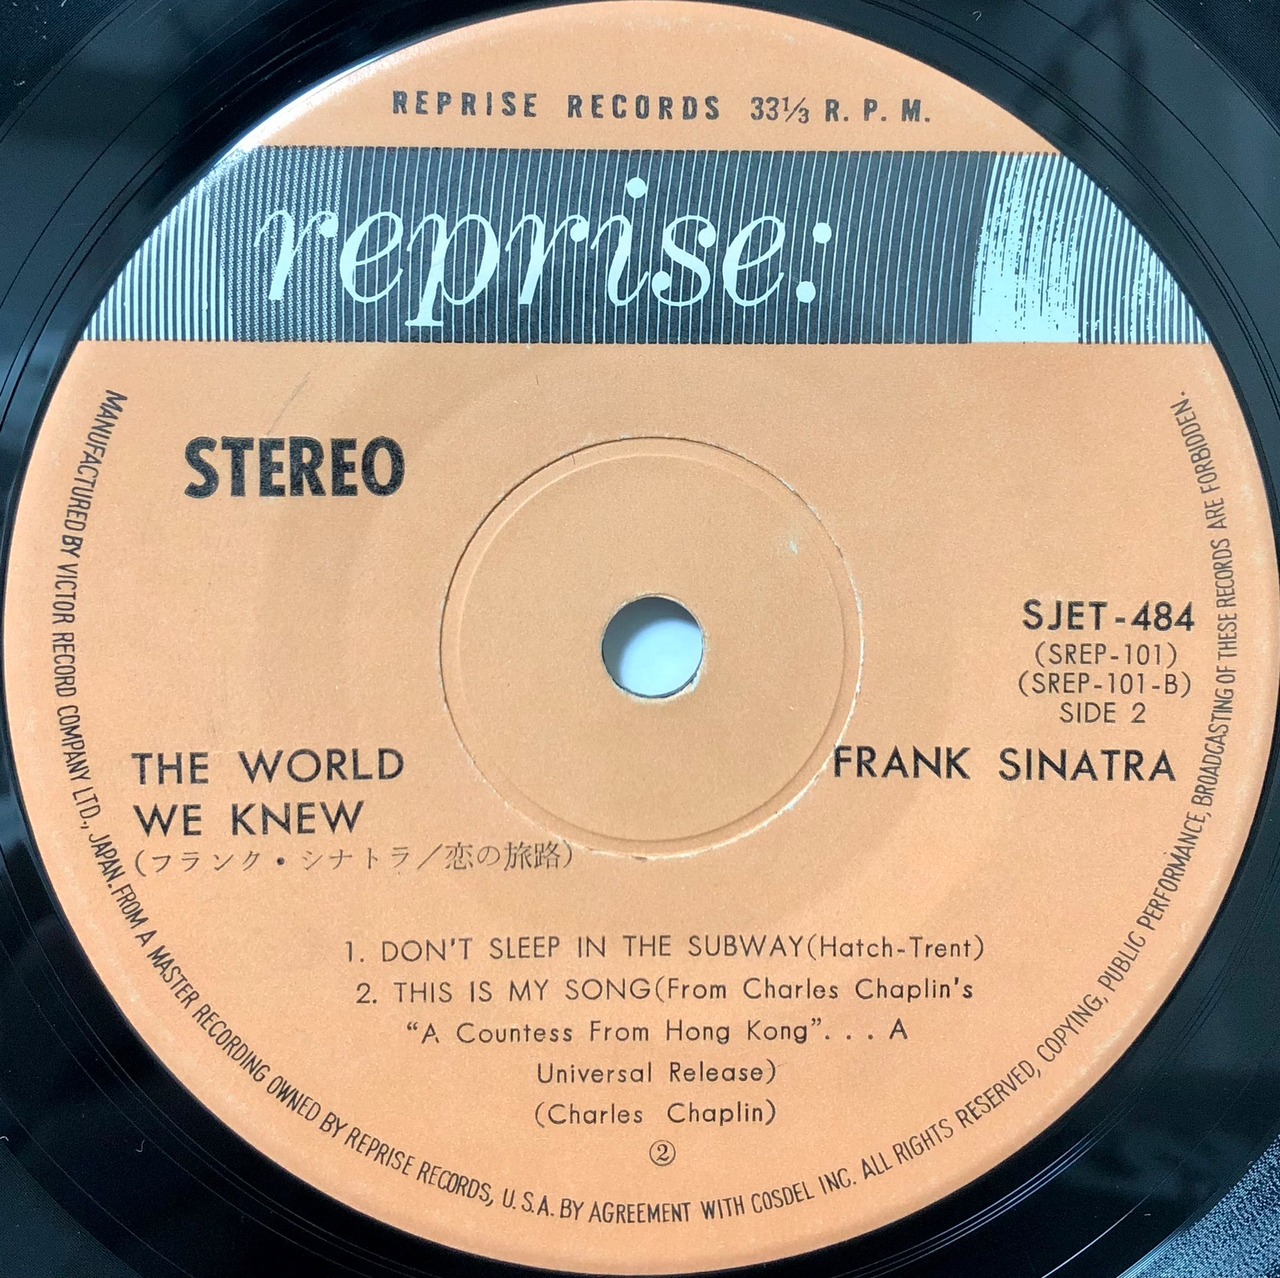 REPRISE RECORDS 33⅓ R. P. M.
reprise:
STEREO
SJET-484
(SREP-101)
(SREP-101-B)
SIDE 2
THE WORLD
WE KNEW
(フランク・シナトラ／恋の旅路)
FRANK SINATRA
1. DON'T SLEEP IN THE SUBWAY(Hatch-Trent)
2. THIS IS MY SONG(From Charles Chaplin's
“A Countess From Hong Kong”. . . A
Universal Release)
(Charles Chaplin)
②
MANUFACTURED BY VICTOR RECORD COMPANY LTD., JAPAN. FROM A MASTER RECORDING OWNED BY REPRISE RECORDS, U. S. A. BY AGREEMENT WITH COSDEL INC. ALL RIGHTS RESERVED, COPYING, PUBLIC PERFORMANCE, BROADCASTING OF THESE RECORDS ARE FORBIDDEN.